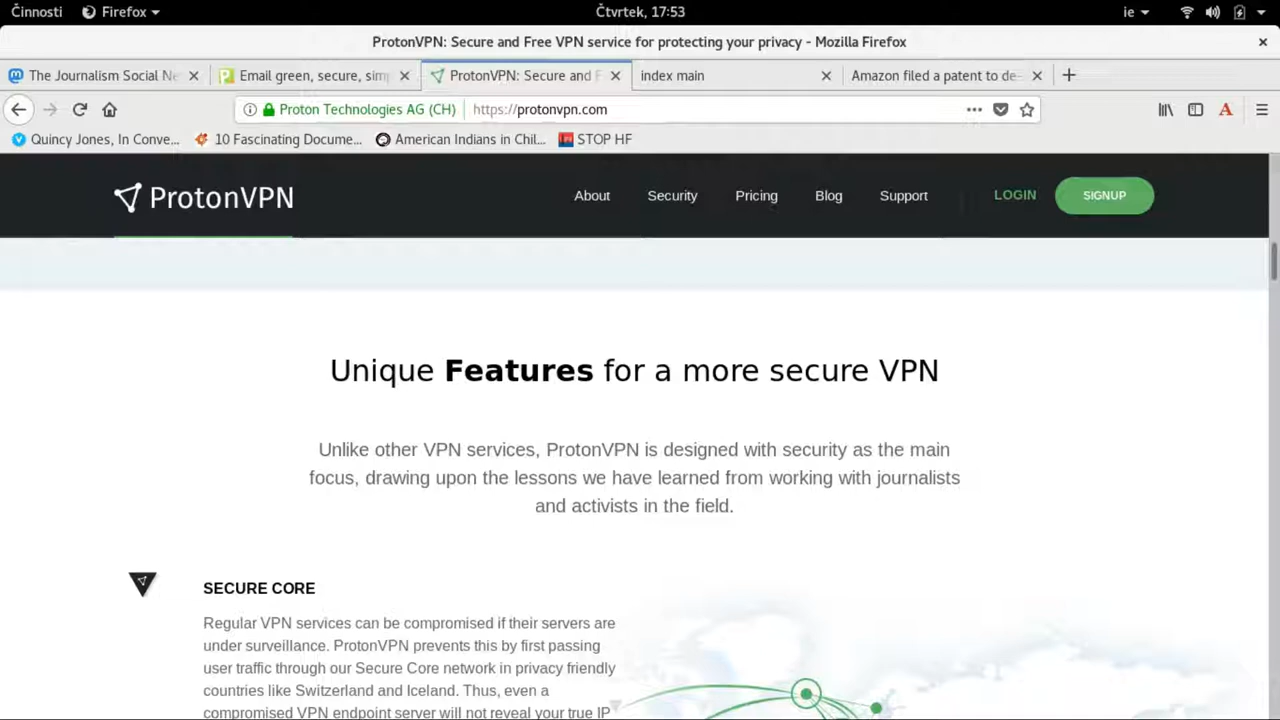 Činnosti Firefox Čtvrtek, 17:53 ie
ProtonVPN: Secure and Free VPN service for protecting your privacy - Mozilla Firefox
The Journalism Social Ne Email green, secure, sim ProtonVPN: Secure and F index main Amazon filed a patent to de
Proton Technologies AG (CH) https://protonvpn.com
Quincy Jones, In Conve... 10 Fascinating Docume... American Indians in Chil... STOP HF
ProtonVPN About Security Pricing Blog Support LOGIN SIGNUP
Unique Features for a more secure VPN
Unlike other VPN services, ProtonVPN is designed with security as the main
focus, drawing upon the lessons we have learned from working with journalists
and activists in the field.
SECURE CORE
Regular VPN services can be compromised if their servers are
under surveillance. ProtonVPN prevents this by first passing
user traffic through our Secure Core network in privacy friendly
countries like Switzerland and Iceland. Thus, even a
compromised VPN endpoint server will not reveal your true IP